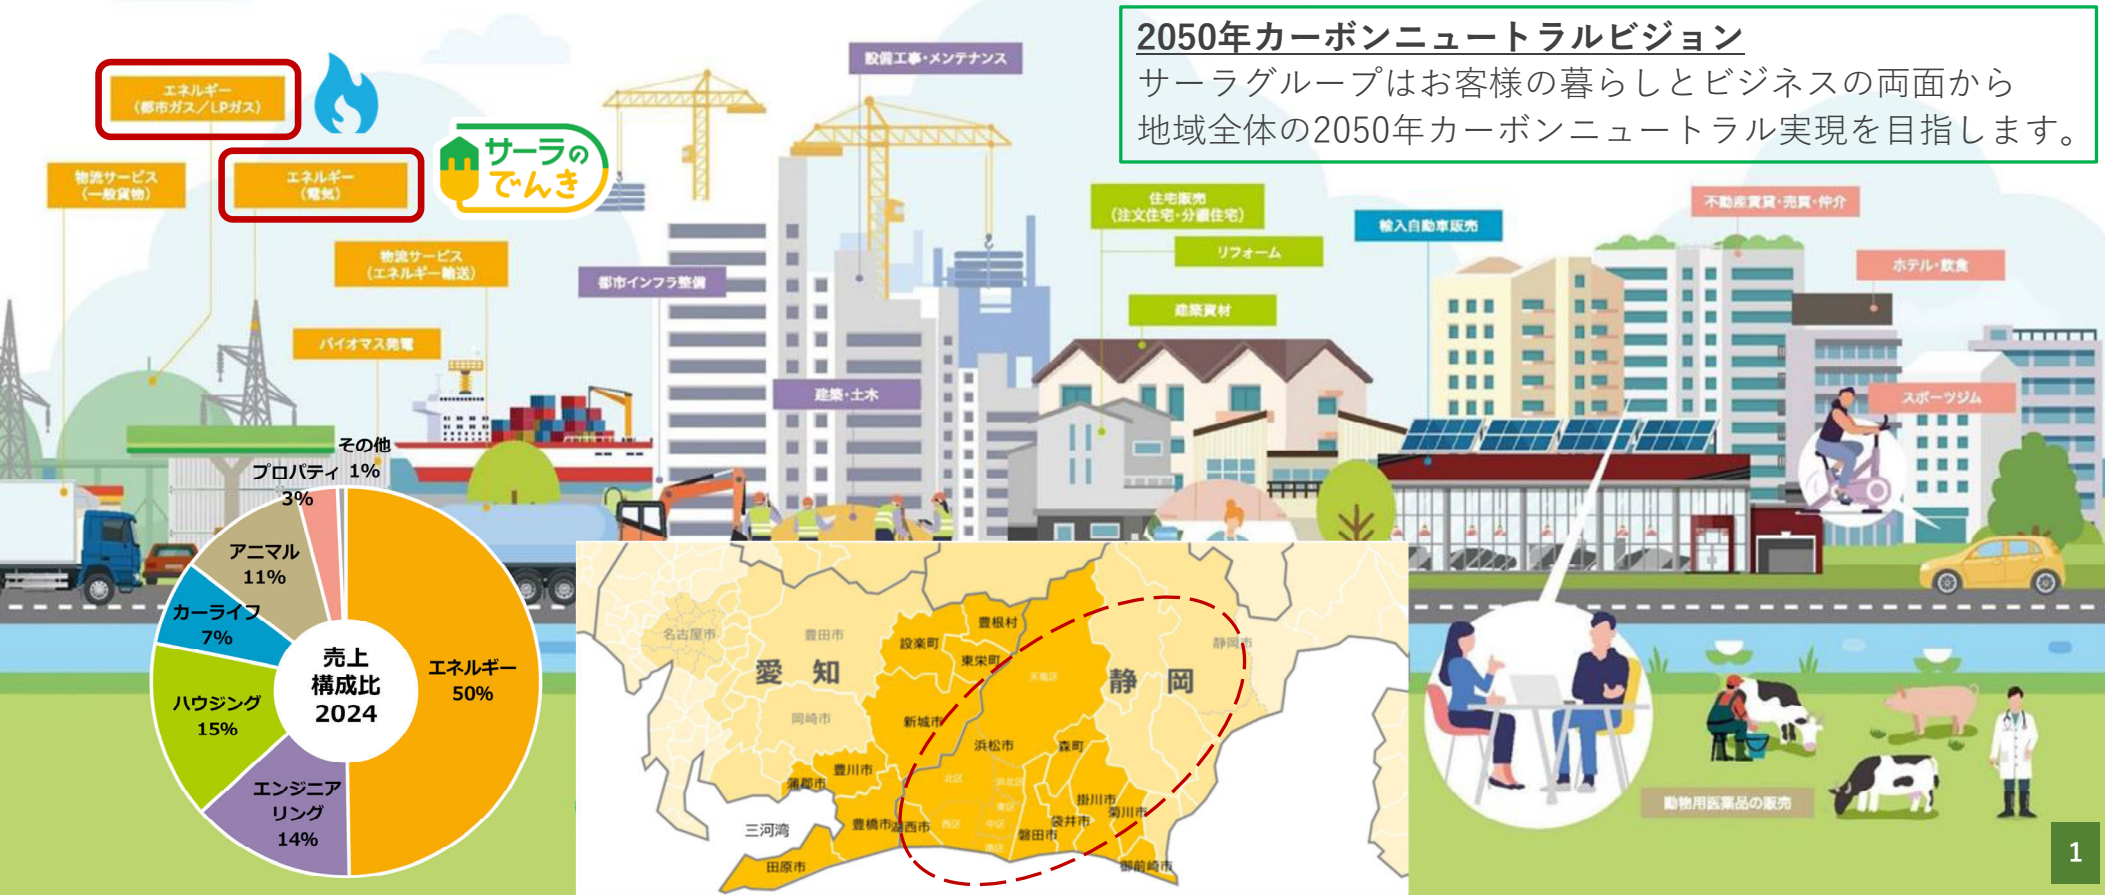 2050年カーボンニュートラルビジョン
サーラグループはお客様の暮らしとビジネスの両面から
地域全体の2050年カーボンニュートラル実現を目指します。
エネルギー
(都市ガス／LPガス)
物流サービス
(一般貨物)
エネルギー
(電気)
サーラの
でんき
物流サービス
(エネルギー輸送)
バイオマス発電
設備工事・メンテナンス
都市インフラ整備
建築・土木
住宅販売
(注文住宅・分譲住宅)
リフォーム
建築資材
輸入自動車販売
不動産賃貸・売買・仲介
ホテル・飲食
スポーツジム
動物用医薬品の販売
その他
1%
プロパティ
3%
アニマル
11%
カーライフ
7%
ハウジング
15%
エンジニア
リング
14%
エネルギー
50%
売上
構成比
2024
名古屋市
豊田市
愛知
岡崎市
設楽町
豊根村
東栄町
新城市
豊川市
蒲郡市
三河湾
豊橋市
田原市
湖西市
静岡
静岡市
天竜区
浜松市
北区
浜北区
東区
西区
中区
南区
森町
掛川市
菊川市
袋井市
磐田市
御前崎市
1